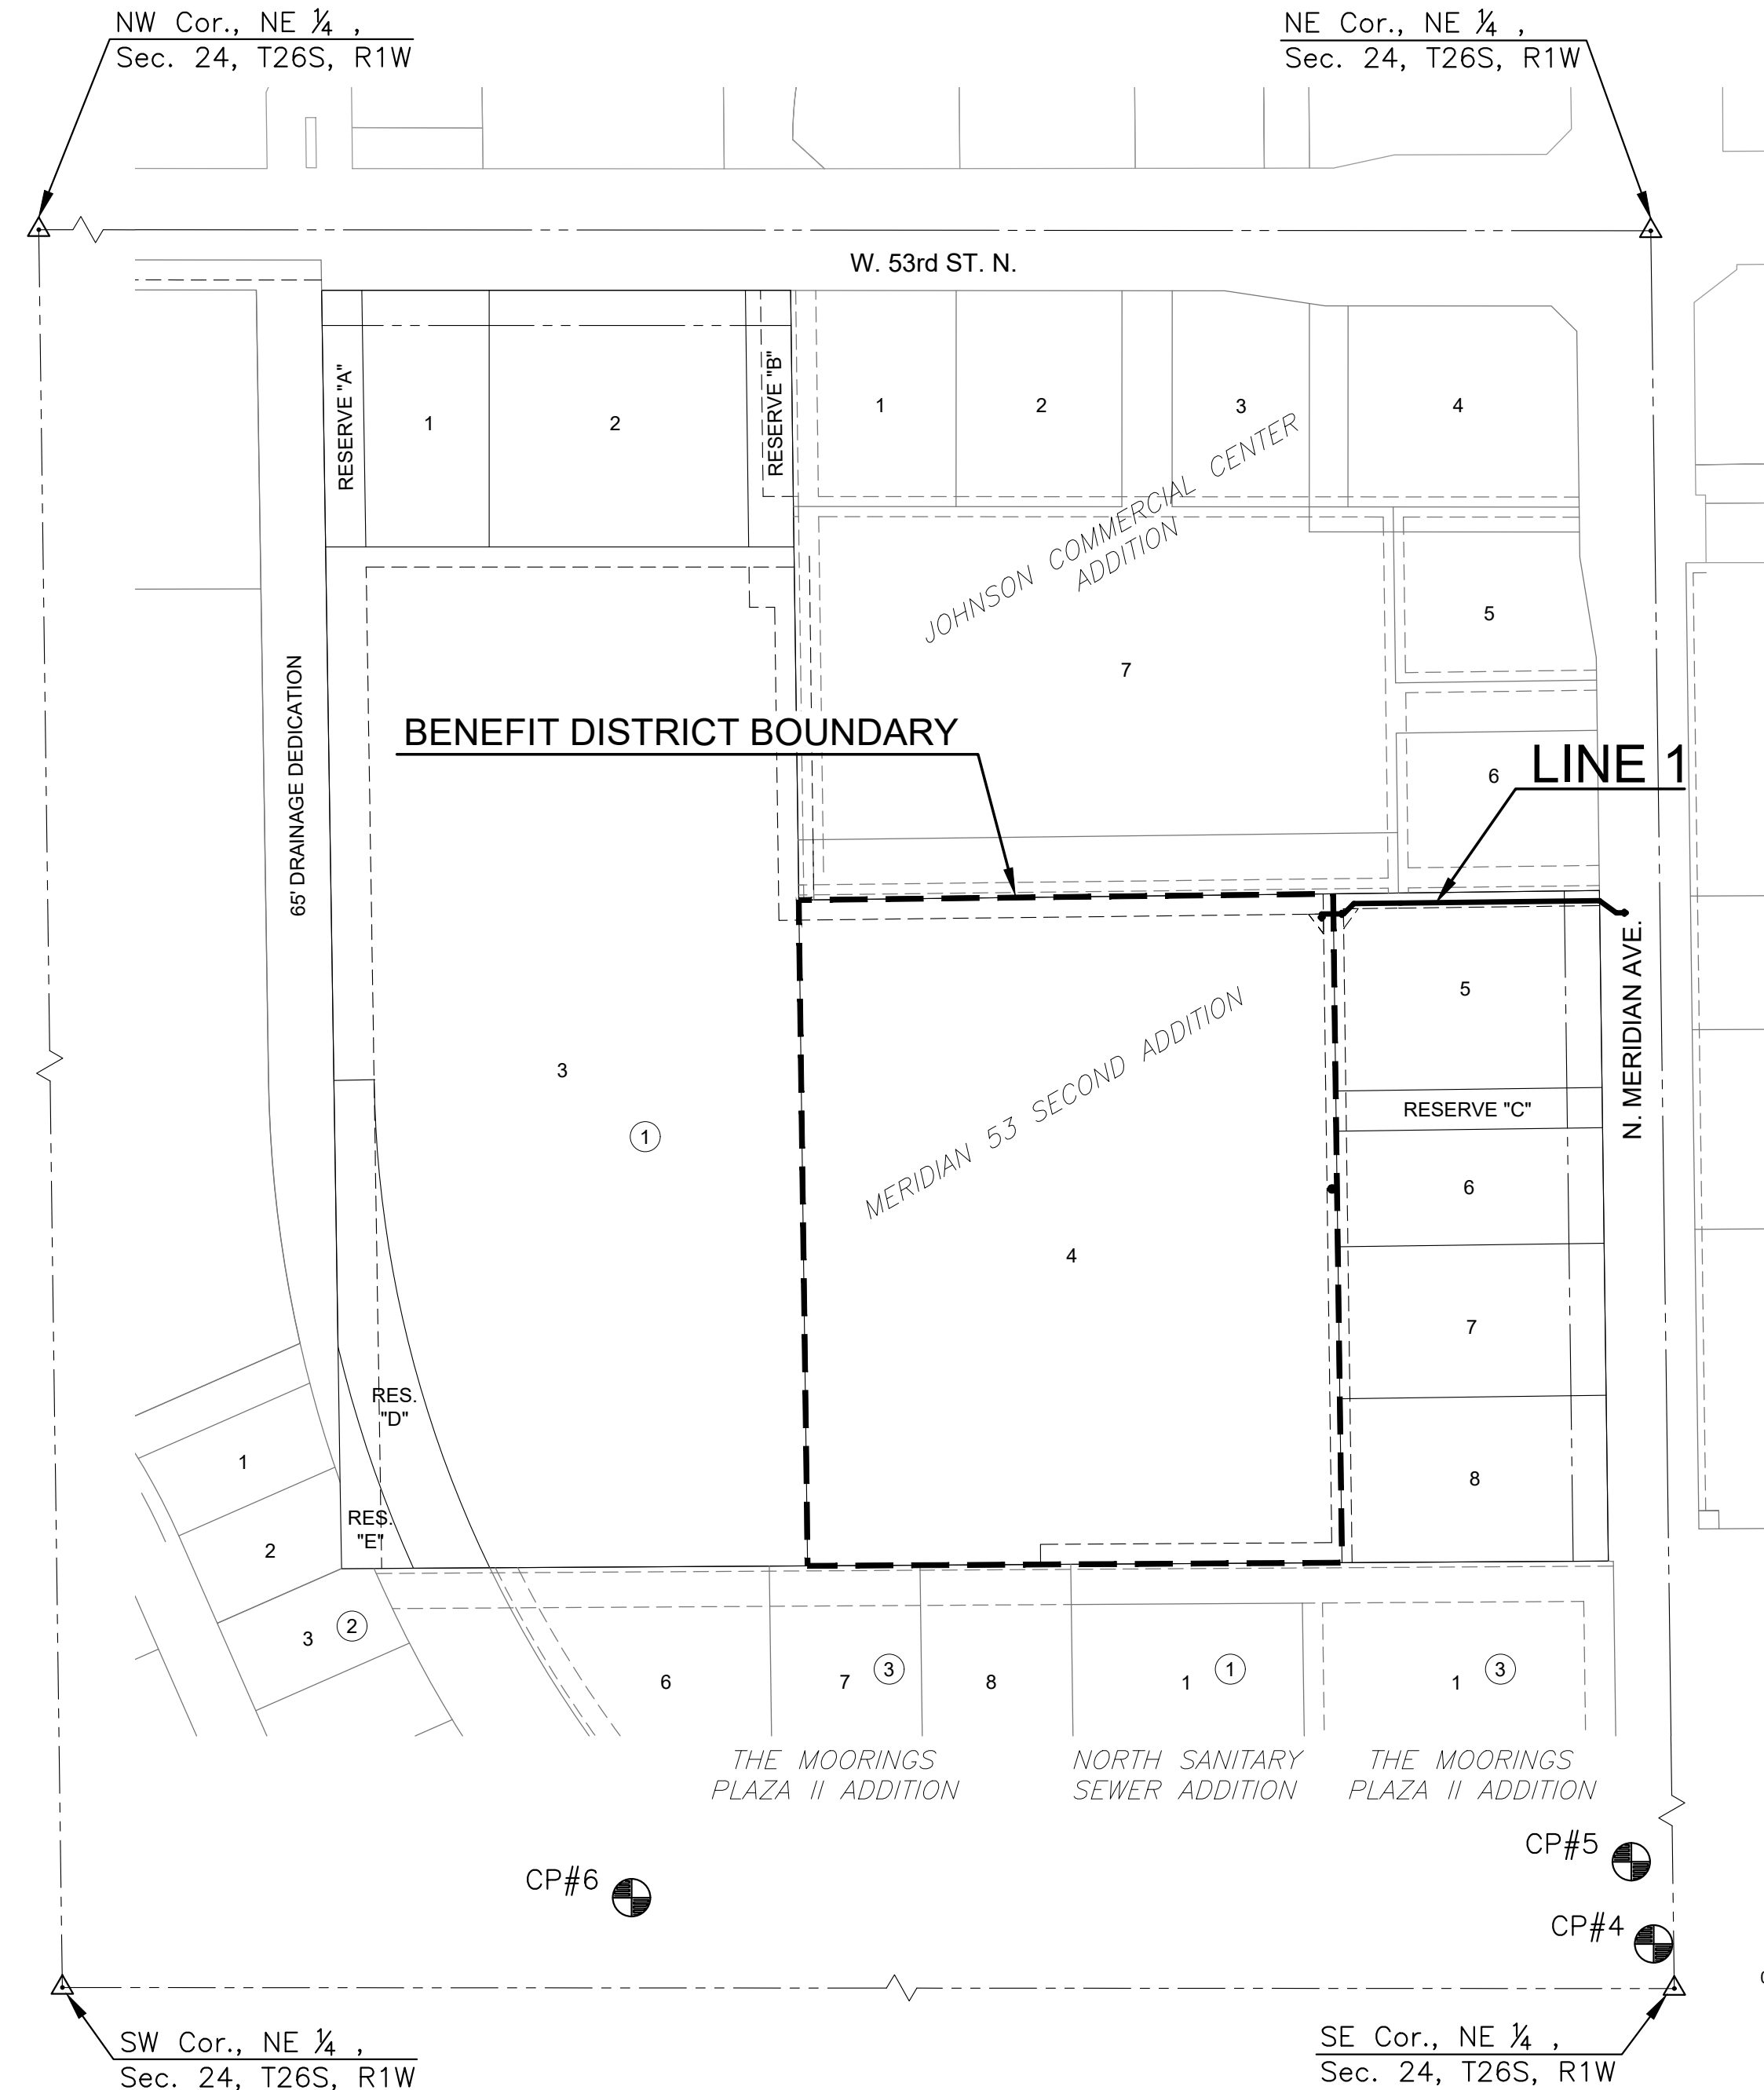 NW Cor., NE ¼ ,
Sec. 24, T26S, R1W
NE Cor., NE ¼ ,
Sec. 24, T26S, R1W
W. 53rd ST. N.
RESERVE "A"
1
2
RESERVE "B"
1
2
3
4
JOHNSON COMMERCIAL CENTER
ADDITION
5
7
65' DRAINAGE DEDICATION
BENEFIT DISTRICT BOUNDARY
6
LINE 1
N. MERIDIAN AVE.
3
1
MERIDIAN 53 SECOND ADDITION
4
5
RESERVE "C"
6
7
8
RES.
"D"
RES.
"E"
1
2
3
2
6
7
3
8
1
1
1
3
THE MOORINGS
PLAZA II ADDITION
NORTH SANITARY
SEWER ADDITION
THE MOORINGS
PLAZA II ADDITION
CP#6
CP#5
CP#4
SW Cor., NE ¼ ,
Sec. 24, T26S, R1W
SE Cor., NE ¼ ,
Sec. 24, T26S, R1W